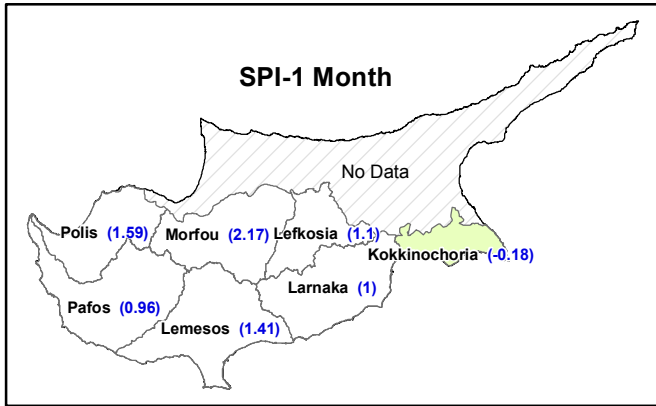 SPI-1 Month
No Data
Polis (1.59)
Morfou (2.17)
Lefkosia (1.1)
Kokkinochoria (-0.18)
Pafos (0.96)
Larnaka (1)
Lemesos (1.41)